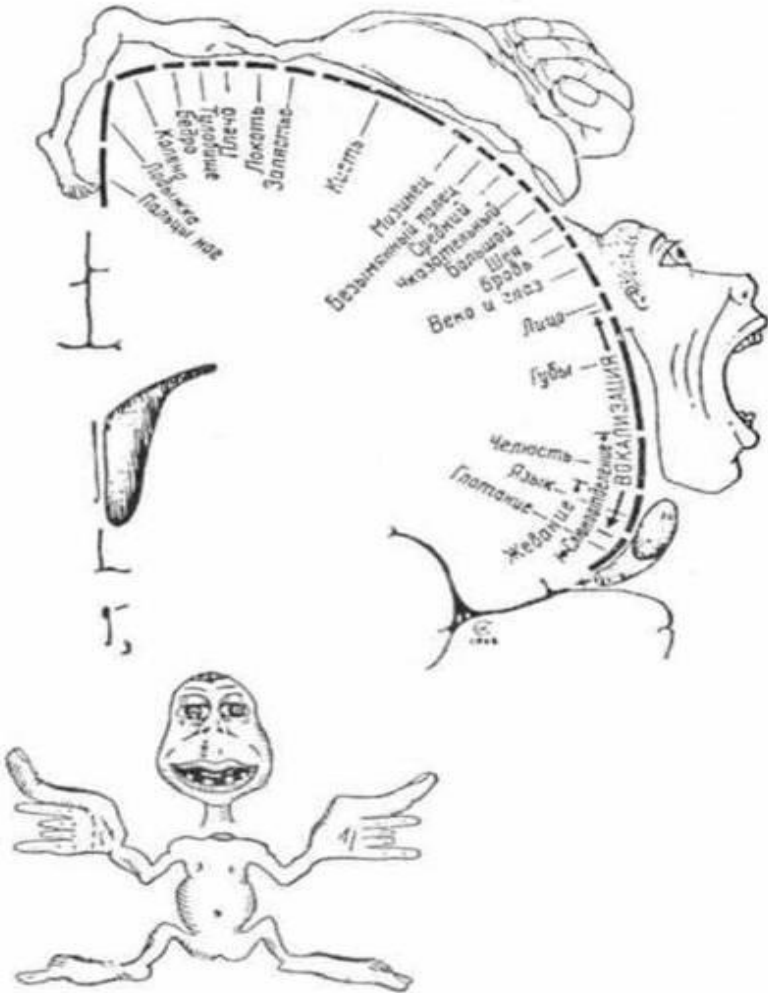 Пальцы ног
Лодыжка
Колено
Бедро
Туловище
Плечо
Локоть
Запястье
Кисть
Мизинец
Безымянный палец
Средний
Указательный
Большой
Шея
Бровь
Веко и глаз
Лицо
Губы
ВОКАЛИЗАЦИЯ
Челюсть
Язык
Глотание
Жевание
Слюноотделение